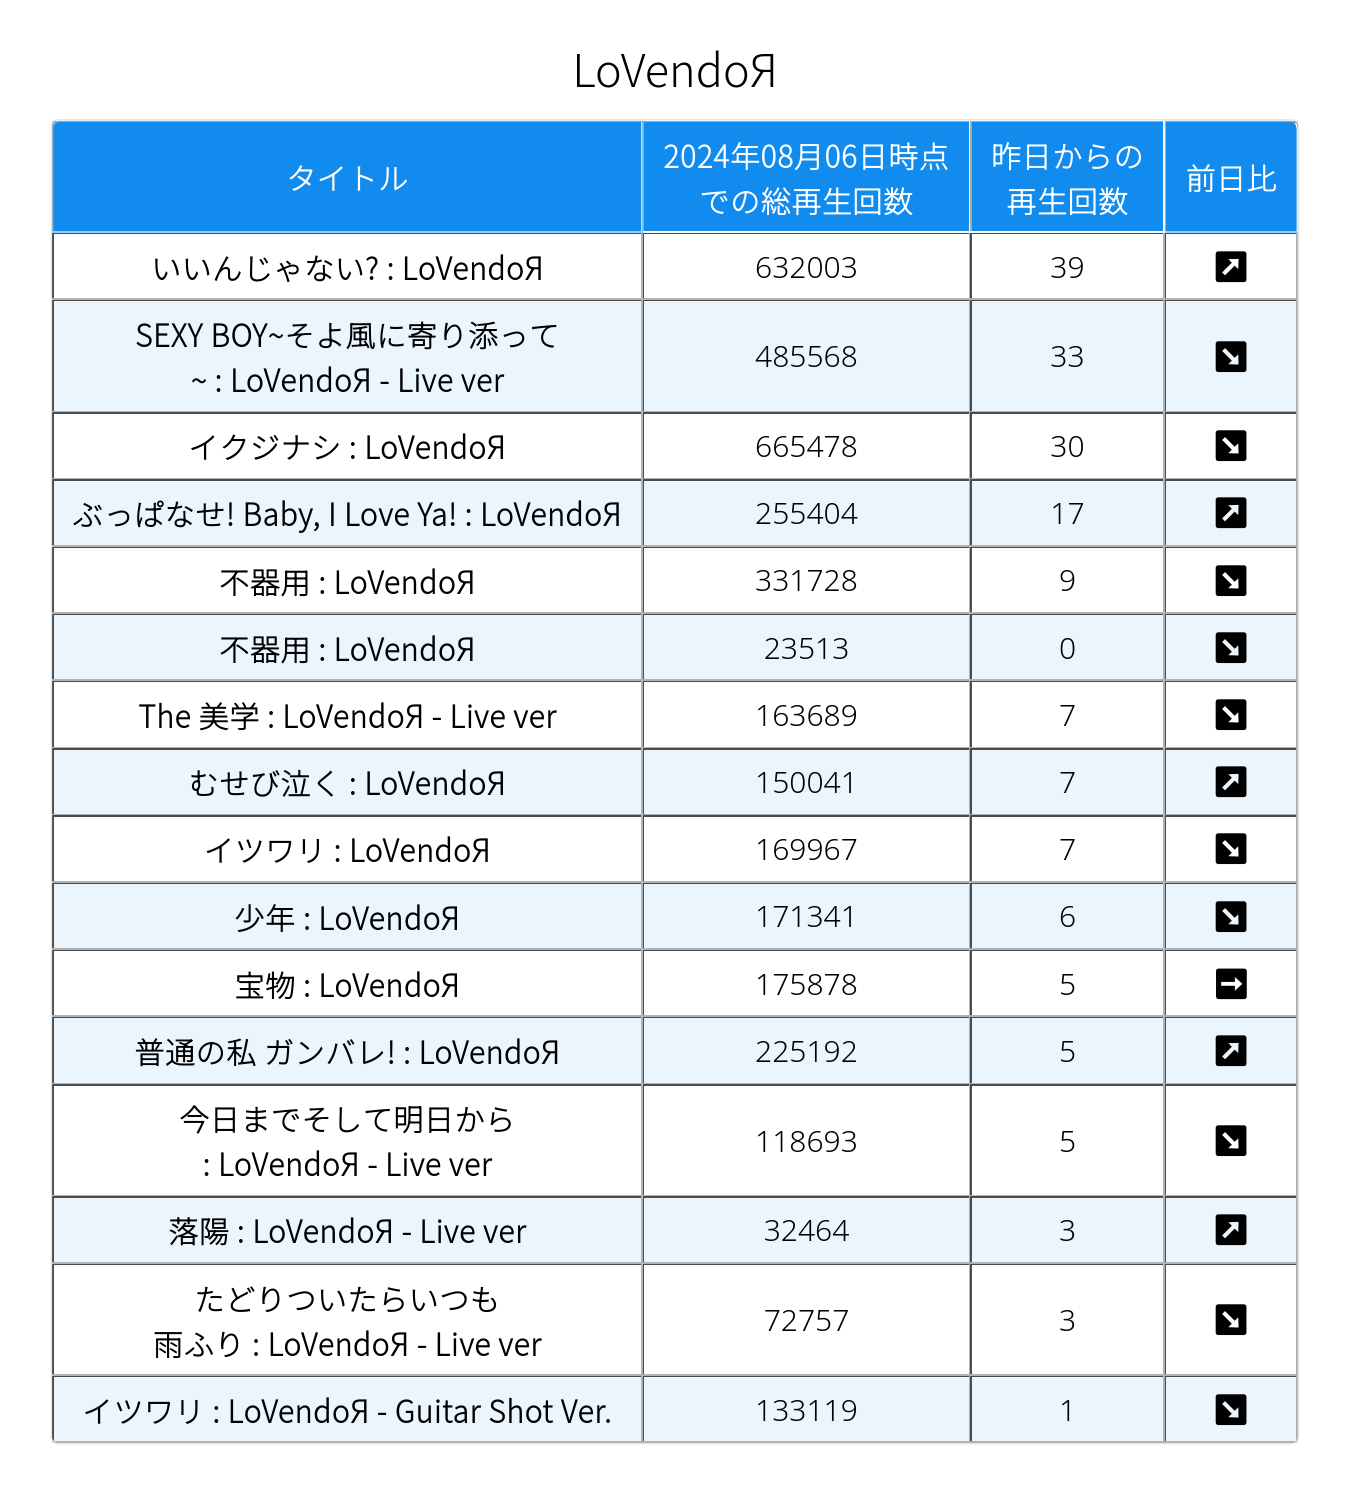 LoVendoЯ
タイトル
2024年08月06日時点
での総再生回数
昨日からの
再生回数
前日比
いいんじゃない? : LoVendoЯ
632003
39
SEXY BOY~そよ風に寄り添って
~ : LoVendoЯ - Live ver
485568
33
イクジナシ : LoVendoЯ
665478
30
ぶっぱなせ! Baby, I Love Ya! : LoVendoЯ
255404
17
不器用 : LoVendoЯ
331728
9
不器用 : LoVendoЯ
23513
0
The 美学 : LoVendoЯ - Live ver
163689
7
むせび泣く : LoVendoЯ
150041
7
イツワリ : LoVendoЯ
169967
7
少年 : LoVendoЯ
171341
6
宝物 : LoVendoЯ
175878
5
普通の私 ガンバレ! : LoVendoЯ
225192
5
今日までそして明日から
: LoVendoЯ - Live ver
118693
5
落陽 : LoVendoЯ - Live ver
32464
3
たどりついたらいつも
雨ふり : LoVendoЯ - Live ver
72757
3
イツワリ : LoVendoЯ - Guitar Shot Ver.
133119
1